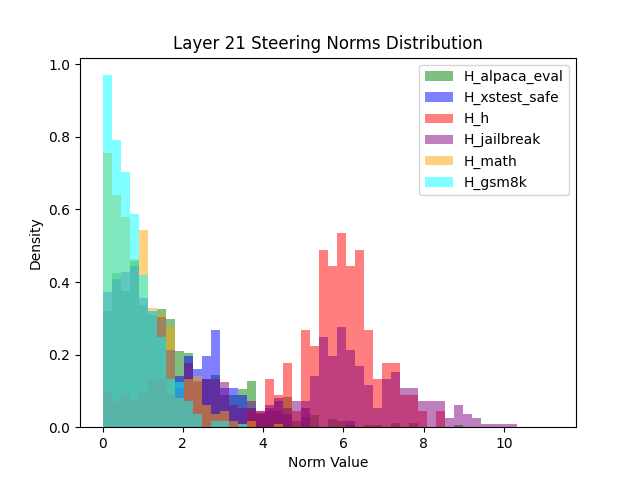 Layer 21 Steering Norms Distribution
H_alpaca_eval
H_xstest_safe
H_h
H_jailbreak
H_math
H_gsm8k
Density
1.0
0.8
0.6
0.4
0.2
0.0
0 2 4 6 8 10
Norm Value